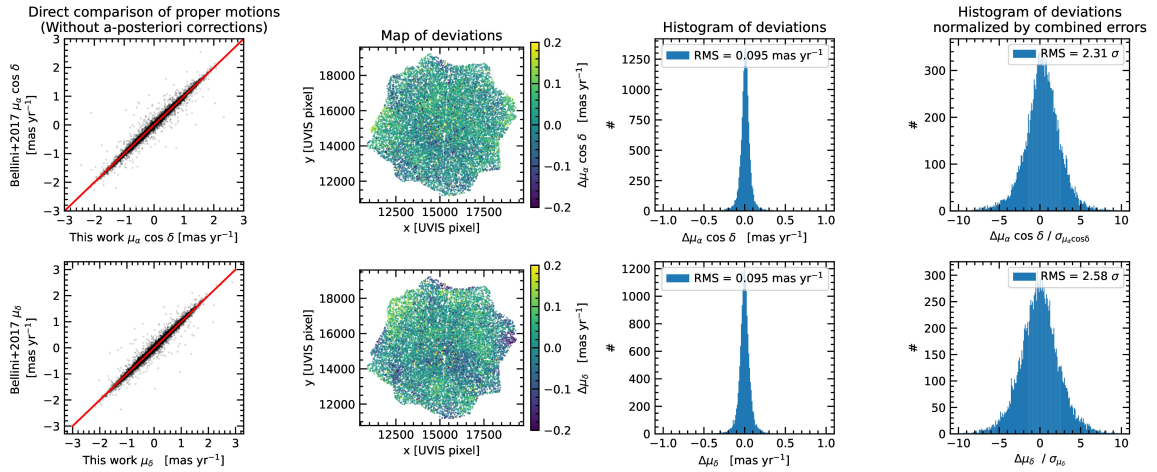 Direct comparison of proper motions
(Without a-posteriori corrections)
Bellini+2017 μα cos δ
[mas yr−1]
3
2
1
0
−1
−2
−3
−3 −2 −1 0 1 2 3
This work μα cos δ [mas yr−1]
Map of deviations
y [UVIS pixel]
18000
16000
14000
12000
12500 15000 17500
x [UVIS pixel]
0.2
0.1
0.0
−0.1
−0.2
Δμα cos δ [mas yr−1]
Histogram of deviations
RMS = 0.095 mas yr−1
#
1250
1000
750
500
250
0
−1.0 −0.5 0.0 0.5 1.0
Δμα cos δ [mas yr−1]
Histogram of deviations
normalized by combined errors
RMS = 2.31 σ
#
300
200
100
0
−10 −5 0 5 10
Δμα cos δ / σμα cosδ
Bellini+2017 μδ
[mas yr−1]
3
2
1
0
−1
−2
−3
−3 −2 −1 0 1 2 3
This work μδ [mas yr−1]
Map of deviations
y [UVIS pixel]
18000
16000
14000
12000
12500 15000 17500
x [UVIS pixel]
0.2
0.1
0.0
−0.1
−0.2
Δμδ [mas yr−1]
Histogram of deviations
RMS = 0.095 mas yr−1
#
1200
1000
800
600
400
200
0
−1.0 −0.5 0.0 0.5 1.0
Δμδ [mas yr−1]
RMS = 2.58 σ
#
300
250
200
150
100
50
0
−10 −5 0 5 10
Δμδ / σμδ